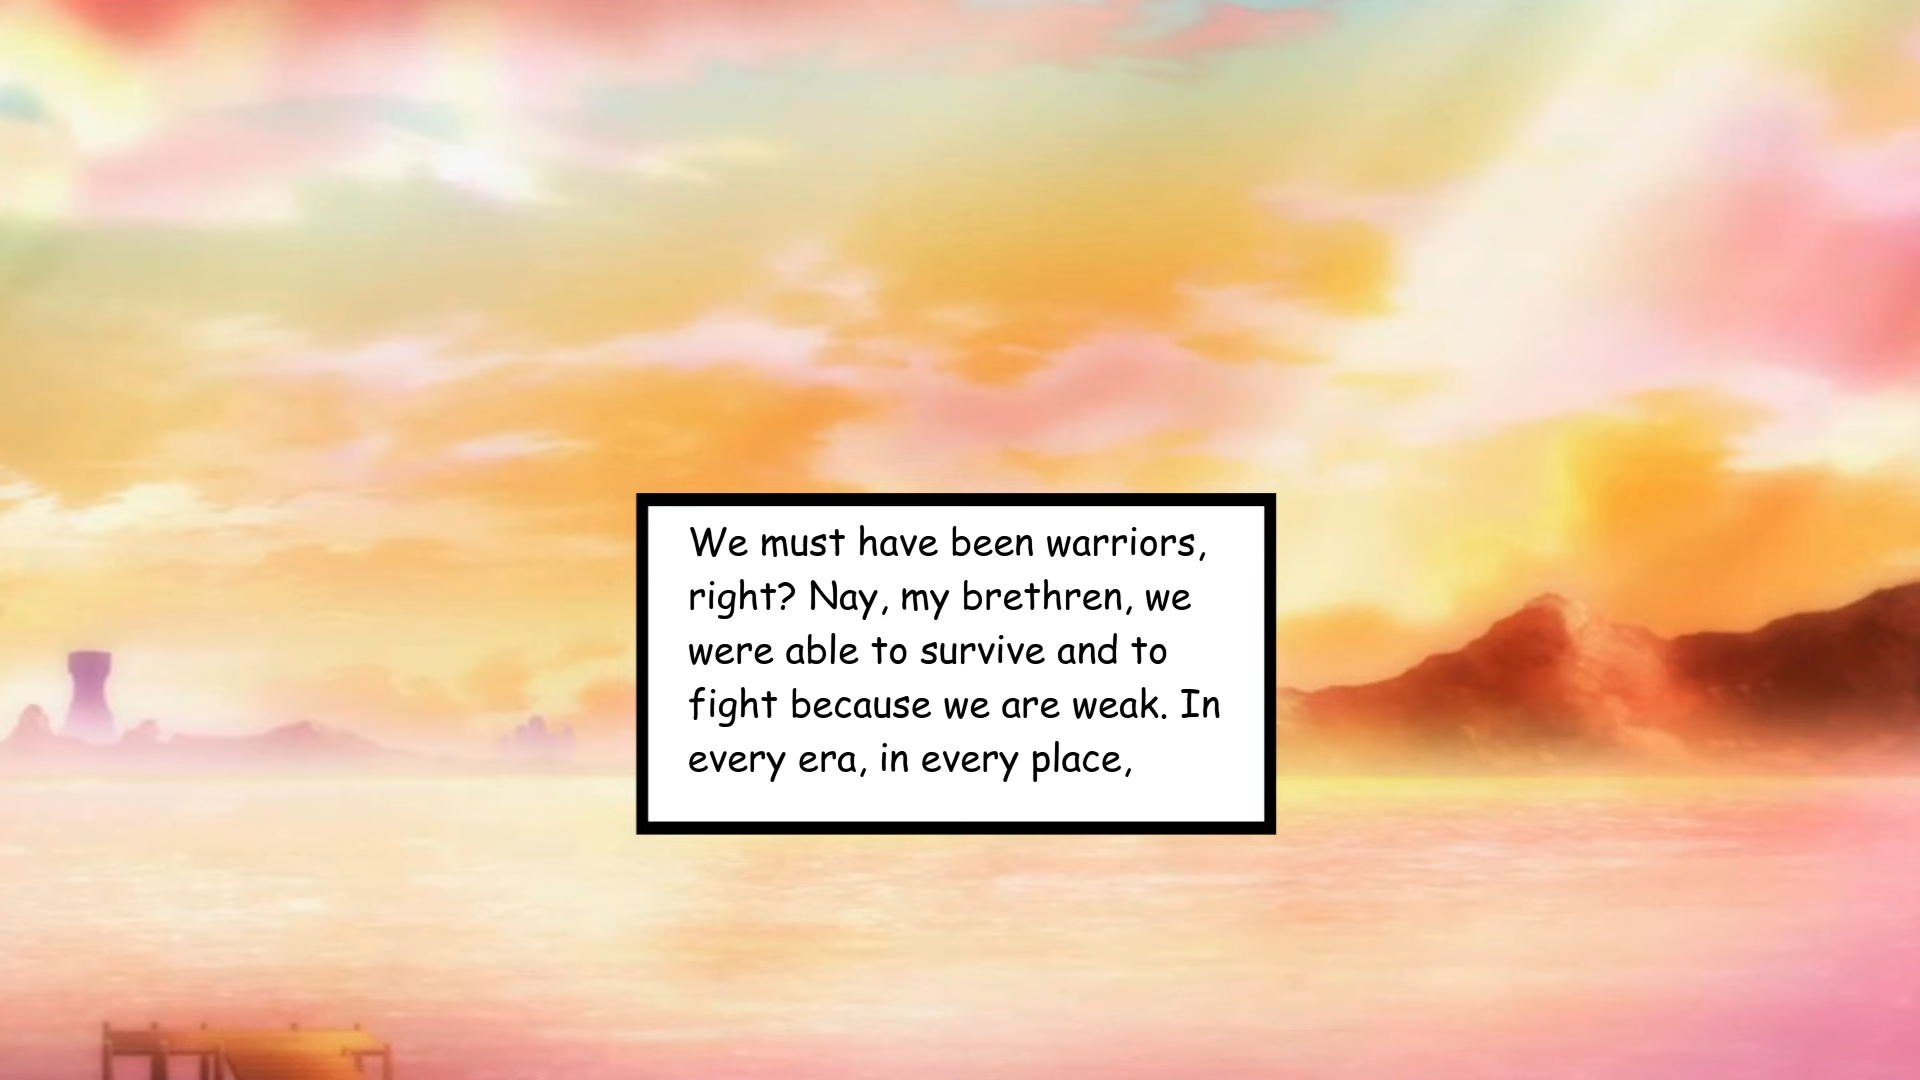 We must have been warriors,
right? Nay, my brethren, we
were able to survive and to
fight because we are weak. In
every era, in every place,